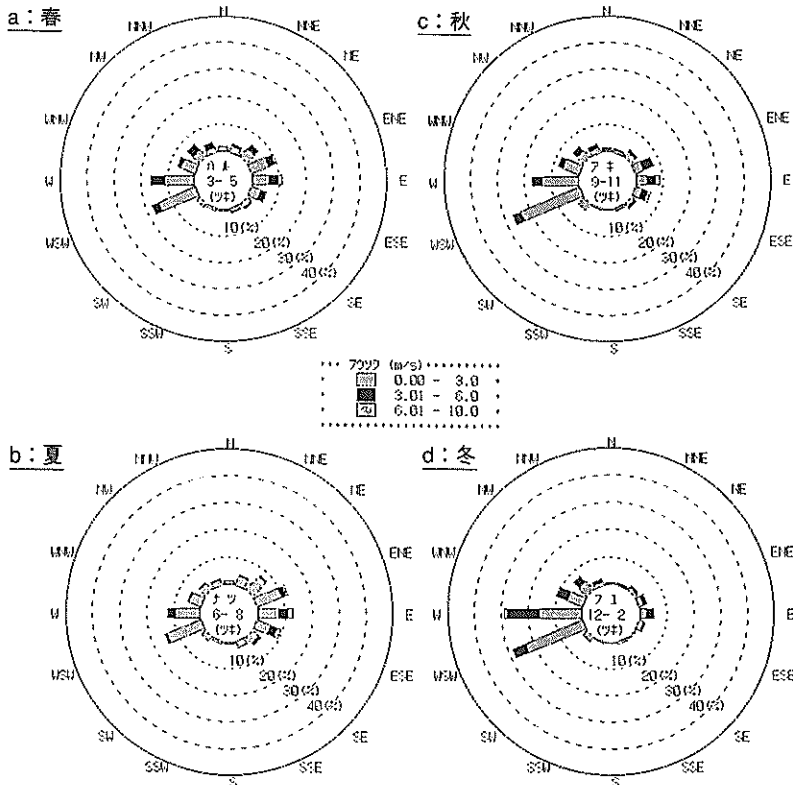 a：春
N
NNE
NE
ENE
E
ESE
SE
SSE
S
SSW
SW
WSW
W
WNW
NW
NNW
ハル
3- 5
(ツキ)
10(%)
20(%)
30(%)
40(%)
c：秋
N
NNE
NE
ENE
E
ESE
SE
SSE
S
SSW
SW
WSW
W
WNW
NW
NNW
アキ
9-11
(ツキ)
10(%)
20(%)
30(%)
40(%)
フウソク (m/s)
0.00 - 3.0
3.01 - 6.0
6.01 - 10.0
b：夏
N
NNE
NE
ENE
E
ESE
SE
SSE
S
SSW
SW
WSW
W
WNW
NW
NNW
ナツ
6- 8
(ツキ)
10(%)
20(%)
30(%)
40(%)
d：冬
N
NNE
NE
ENE
E
ESE
SE
SSE
S
SSW
SW
WSW
W
WNW
NW
NNW
フユ
12- 2
(ツキ)
10(%)
20(%)
30(%)
40(%)